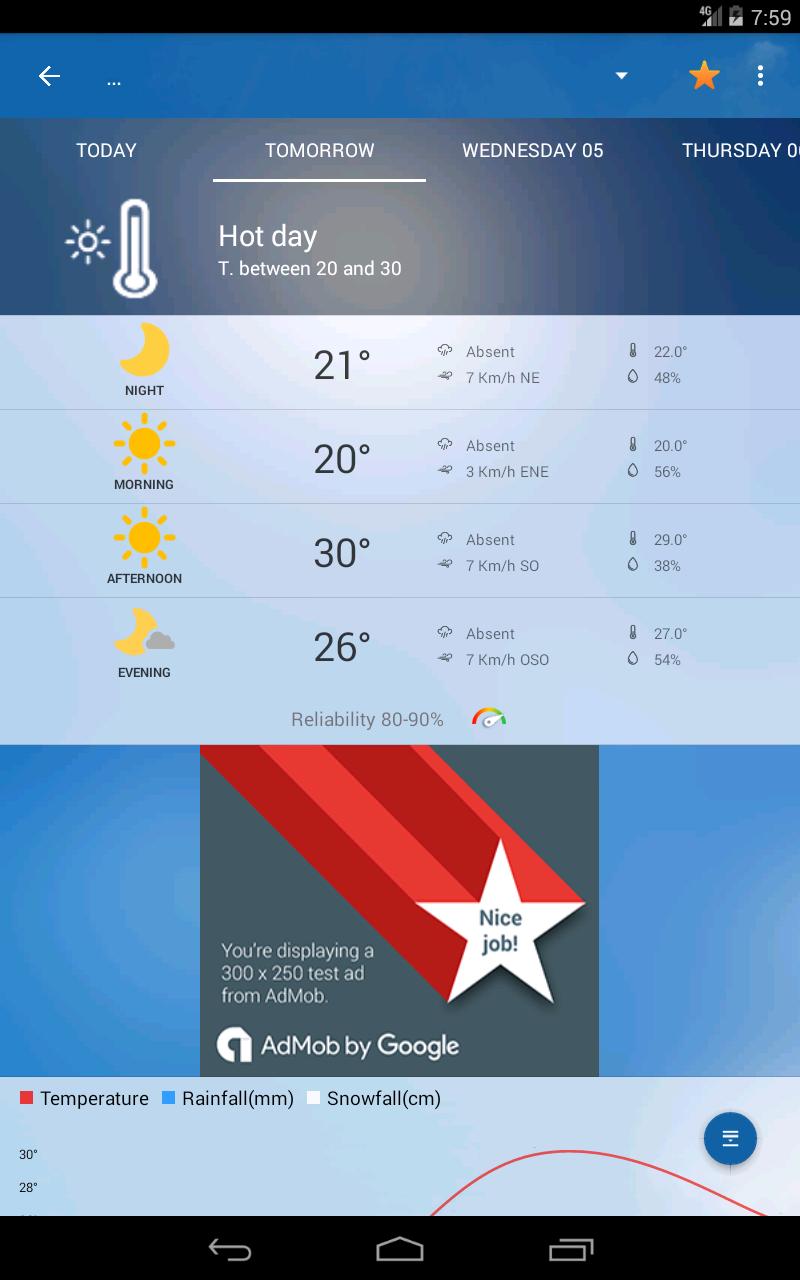 4G 7:59
...
TODAY TOMORROW WEDNESDAY 05 THURSDAY 0
Hot day
T. between 20 and 30
NIGHT
21°
Absent
7 Km/h NE
22.0°
48%
MORNING
20°
Absent
3 Km/h ENE
20.0°
56%
AFTERNOON
30°
Absent
7 Km/h SO
29.0°
38%
EVENING
26°
Absent
7 Km/h OSO
27.0°
54%
Reliability 80-90%
Nice
job!
You're displaying a
300 x 250 test ad
from AdMob.
AdMob by Google
Temperature Rainfall(mm) Snowfall(cm)
30°
28°